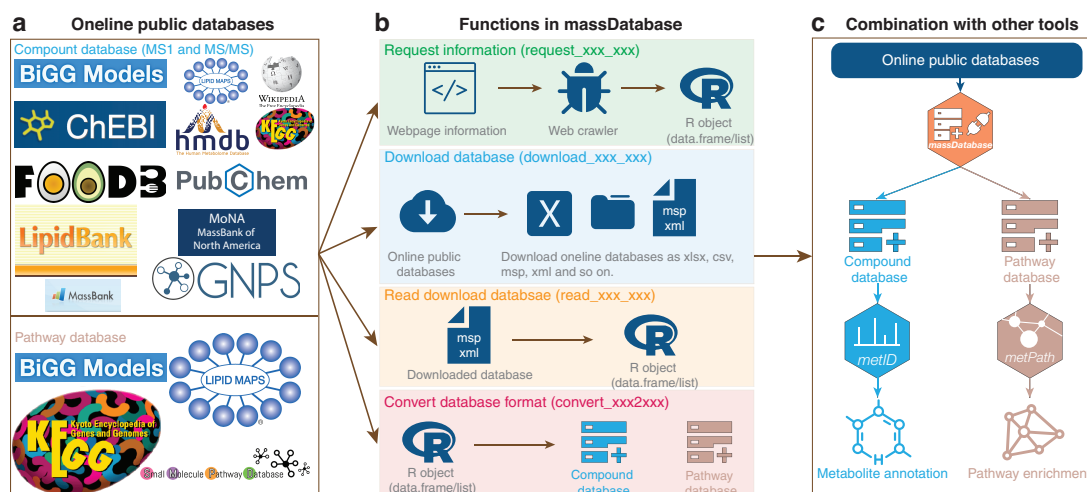 a Oneline public databases
Compount database (MS1 and MS/MS)
BiGG Models
LIPID MAPS
WIKIPEDIA
The Free Encyclopedia
ChEBI
hmdb
The Human Metabolome Database
KEGG
FOODB
PubChem
LipidBank
MoNA
MassBank of
North America
GNPS
MassBank
Pathway database
BiGG Models
LIPID MAPS
KEGG
Kyoto Encyclopedia of
Genes and Genomes
Small Molecule Pathway Database
b Functions in massDatabase
Request information (request_xxx_xxx)
</>
Webpage information
Web crawler
R
R object
(data.frame/list)
Download database (download_xxx_xxx)
X
msp
xml
Online public
databases
Download oneline databases as xlsx, csv,
msp, xml and so on.
Read download databsae (read_xxx_xxx)
msp
xml
R
Downloaded database
R object
(data.frame/list)
Convert database format (convert_xxx2xxx)
R
R object
(data.frame/list)
Compound
database
Pathway
database
c Combination with other tools
Online public databases
massDatabase
Compound
database
Pathway
database
metID
metPath
N
H
Metabolite annotation
Pathway enrichmen